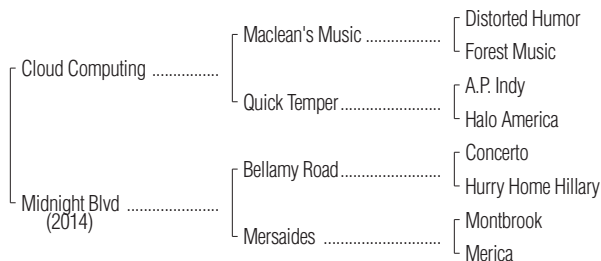 Distorted Humor
Maclean's Music ....................
Forest Music
Cloud Computing .................
A.P. Indy
Quick Temper..........................
Halo America
Concerto
Bellamy Road..........................
Hurry Home Hillary
Midnight Blvd .......................
(2014)
Montbrook
Mersaides ..............................
Merica